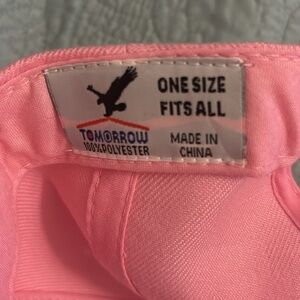 ONE SIZE
FITS ALL
TOMORROW
100%POLYESTER
MADE IN
CHINA